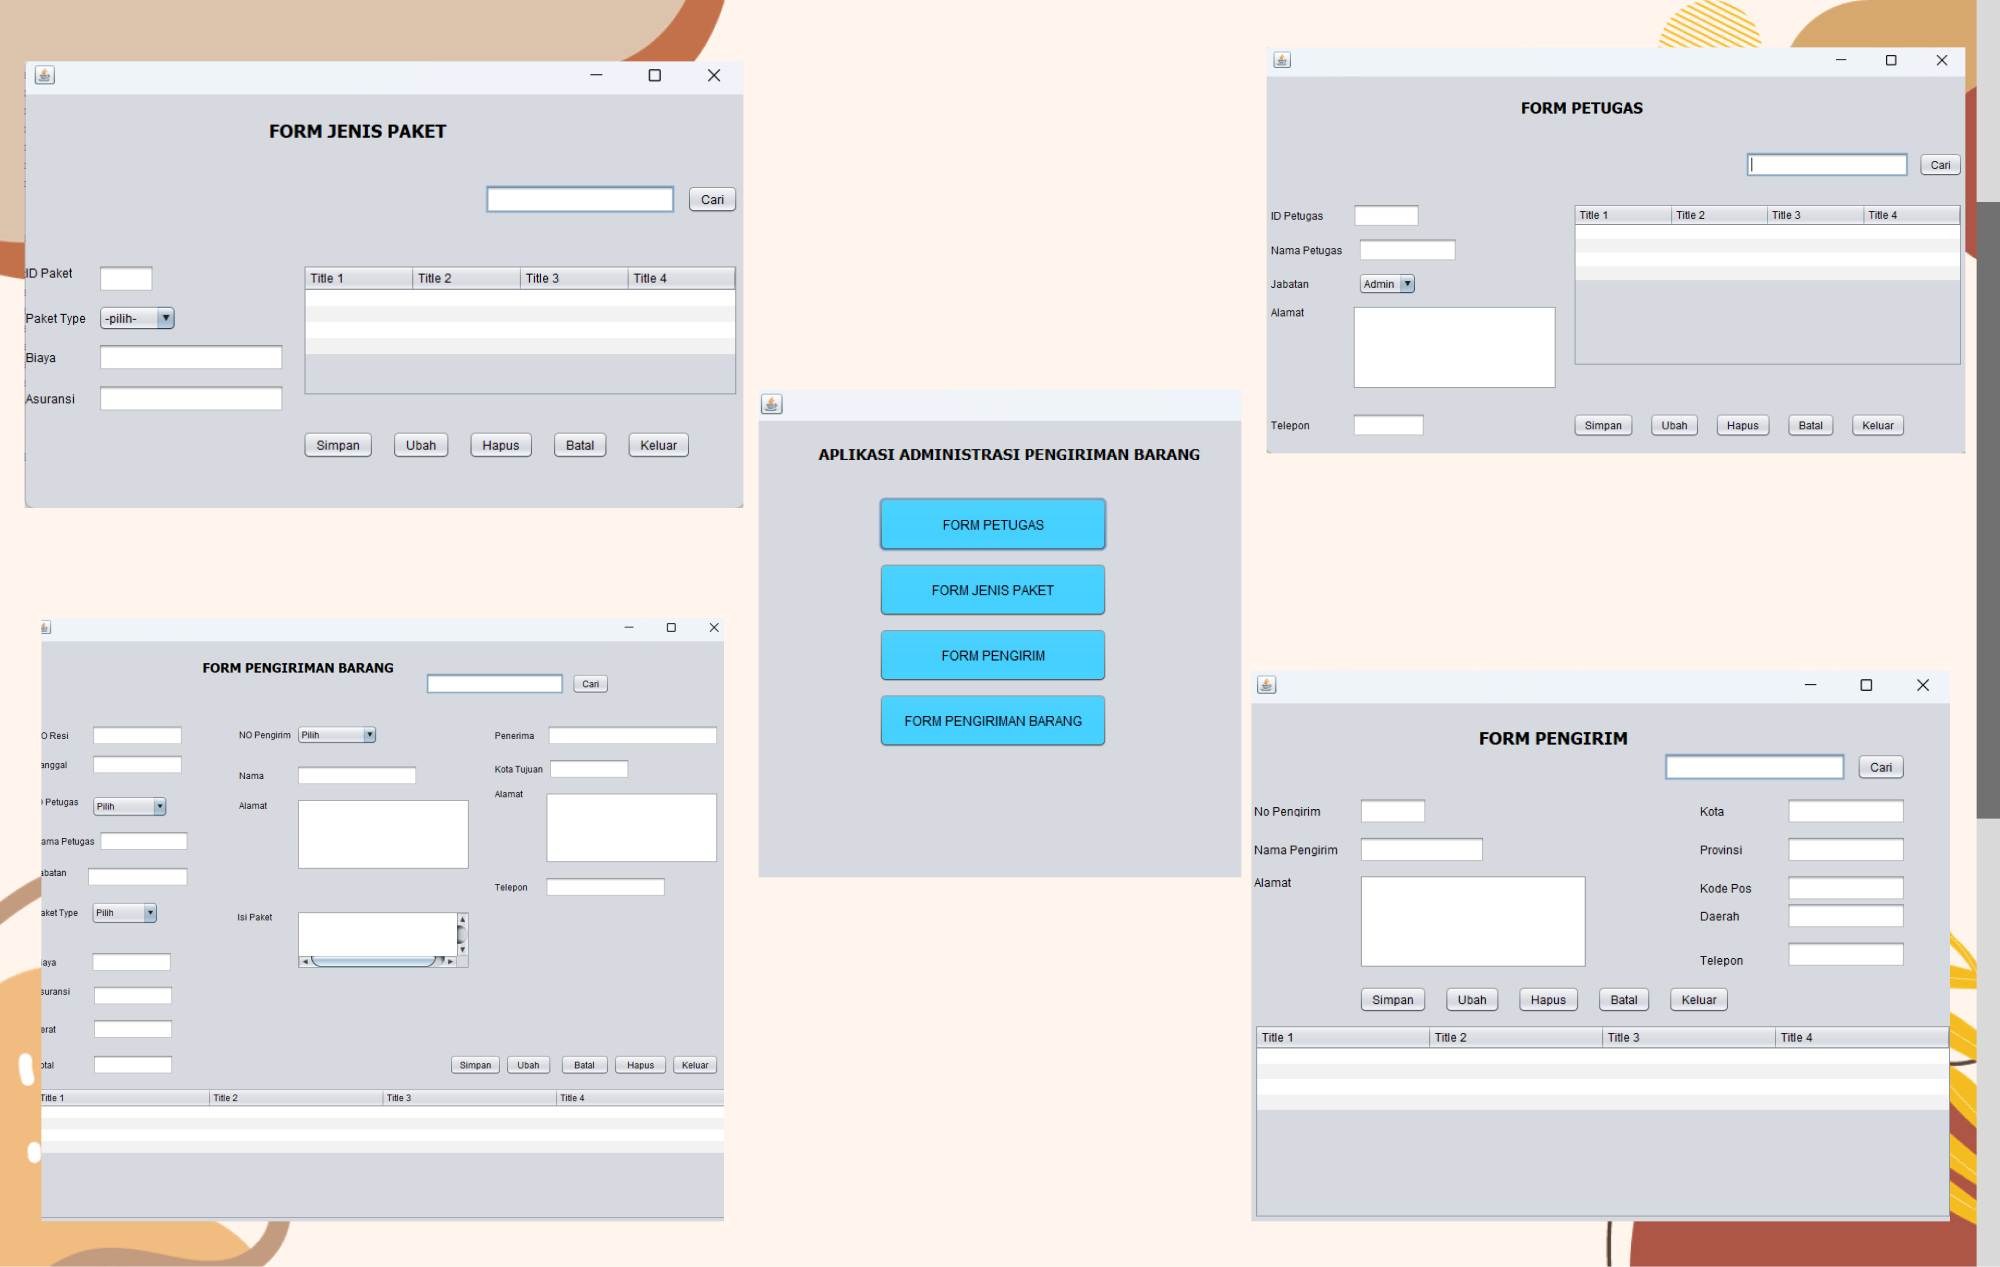 FORM JENIS PAKET
Cari
ID Paket
Paket Type -pilih-
Biaya
Asuransi
Title 1 Title 2 Title 3 Title 4
Simpan Ubah Hapus Batal Keluar
FORM PETUGAS
Cari
ID Petugas
Nama Petugas
Jabatan Admin
Alamat
Telepon
Title 1 Title 2 Title 3 Title 4
Simpan Ubah Hapus Batal Keluar
APLIKASI ADMINISTRASI PENGIRIMAN BARANG
FORM PETUGAS
FORM JENIS PAKET
FORM PENGIRIM
FORM PENGIRIMAN BARANG
FORM PENGIRIMAN BARANG
Cari
O Resi
anggal
Petugas Pilih
ama Petugas
abatan
aket Type Pilih
aya
suransi
erat
otal
NO Pengirim Pilih
Nama
Alamat
Isi Paket
Penerima
Kota Tujuan
Alamat
Telepon
Simpan Ubah Batal Hapus Keluar
Title 1 Title 2 Title 3 Title 4
FORM PENGIRIM
Cari
No Pengirim
Nama Pengirim
Alamat
Kota
Provinsi
Kode Pos
Daerah
Telepon
Simpan Ubah Hapus Batal Keluar
Title 1 Title 2 Title 3 Title 4